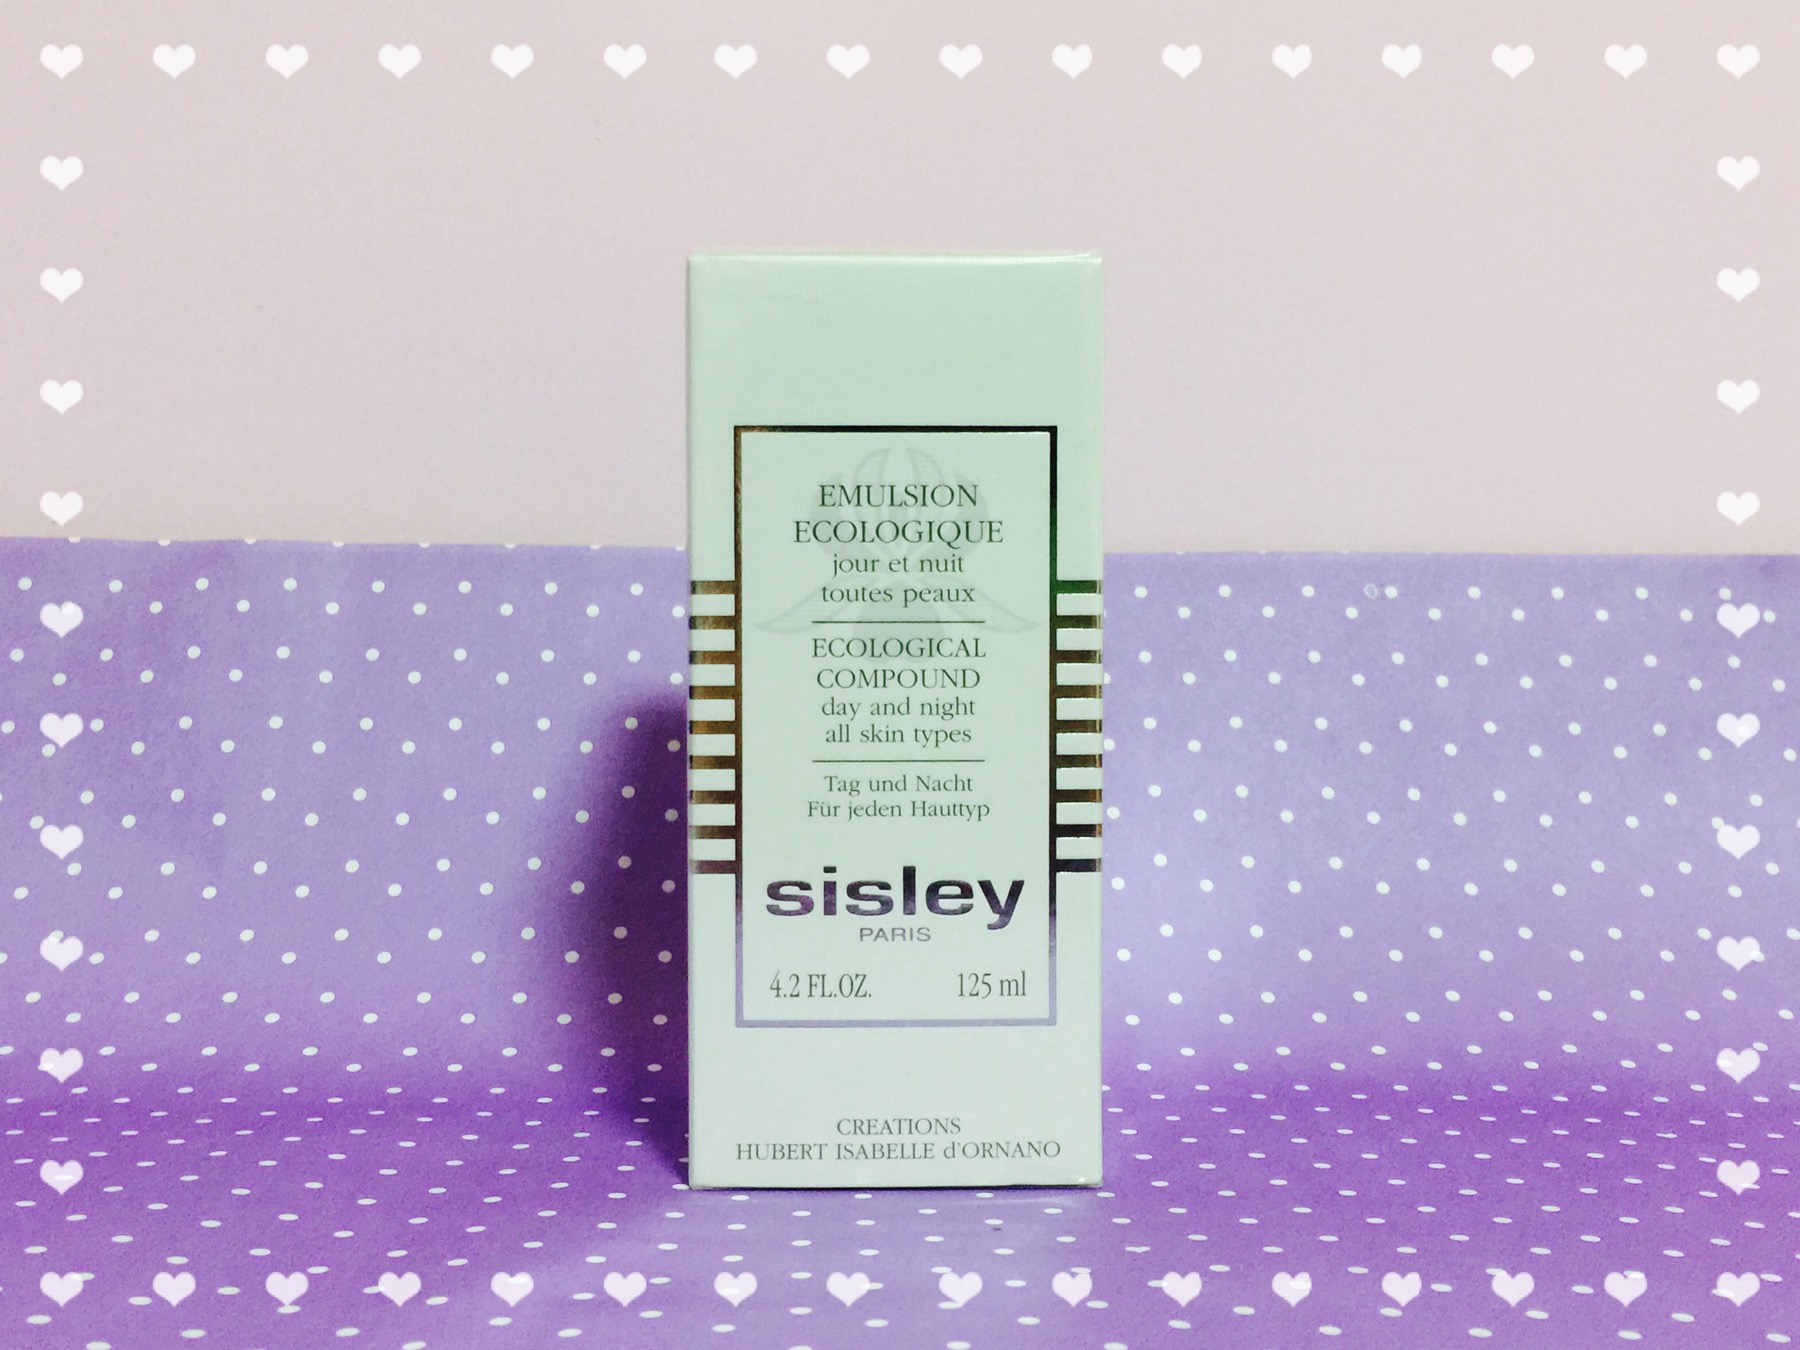 EMULSION
ECOLOGIQUE
jour et nuit
toutes peaux
ECOLOGICAL
COMPOUND
day and night
all skin types
Tag und Nacht
Für jeden Hauttyp
sisley
PARIS
4.2 FL.OZ. 125 ml
CREATIONS
HUBERT ISABELLE d'ORNANO